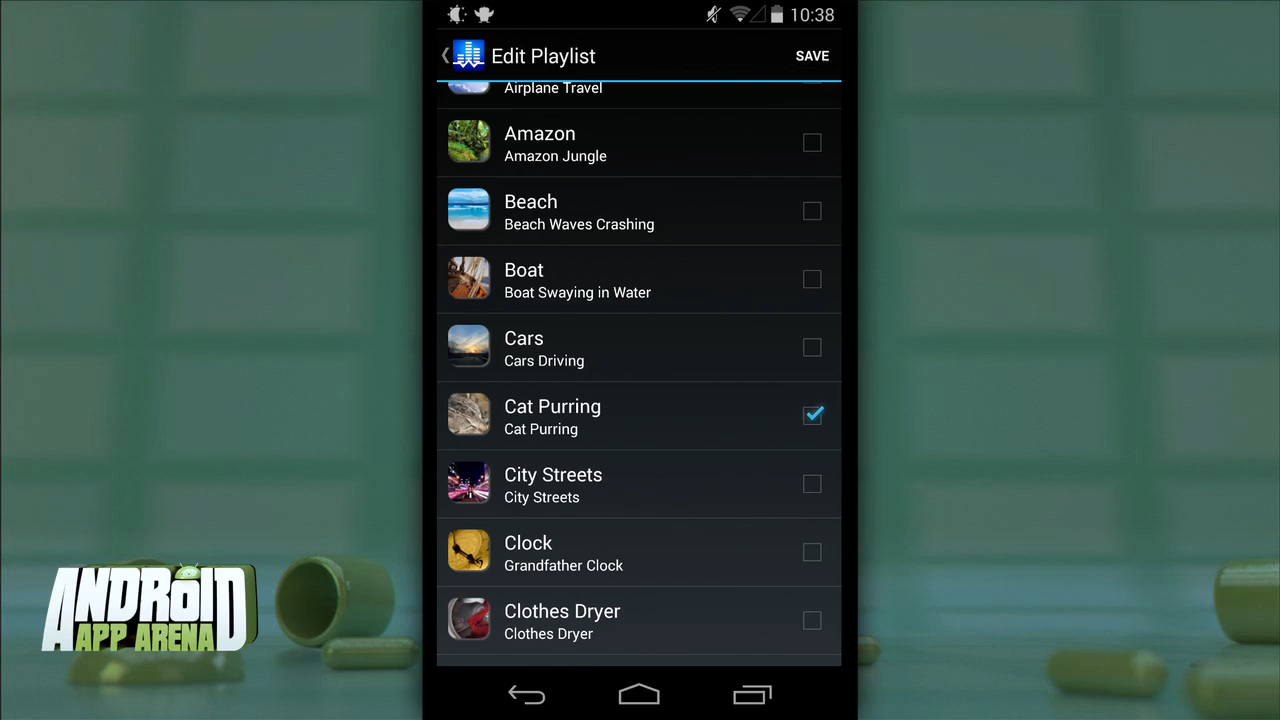 10:38
Edit Playlist
SAVE
Airplane Travel
Amazon
Amazon Jungle
Beach
Beach Waves Crashing
Boat
Boat Swaying in Water
Cars
Cars Driving
Cat Purring
Cat Purring
City Streets
City Streets
Clock
Grandfather Clock
Clothes Dryer
Clothes Dryer
ANDROID
APP ARENA